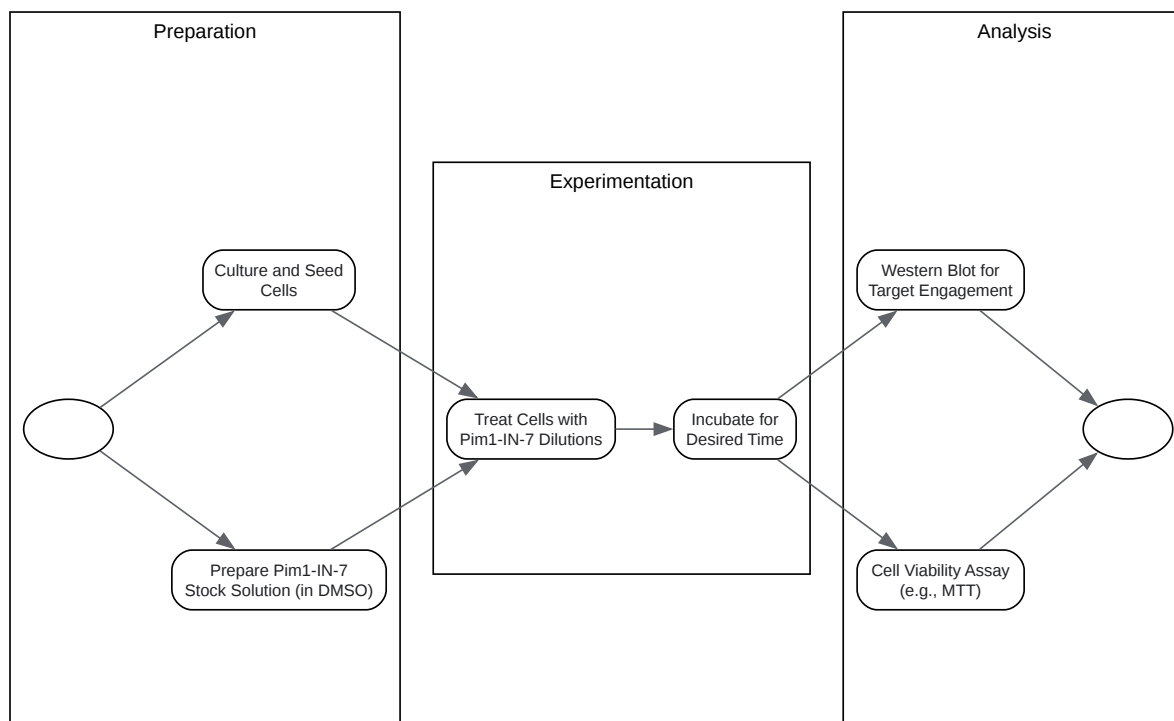 Preparation
Culture and Seed
Cells
Prepare Pim1-IN-7
Stock Solution (in DMSO)
Experimentation
Treat Cells with
Pim1-IN-7 Dilutions
Incubate for
Desired Time
Analysis
Western Blot for
Target Engagement
Cell Viability Assay
(e.g., MTT)